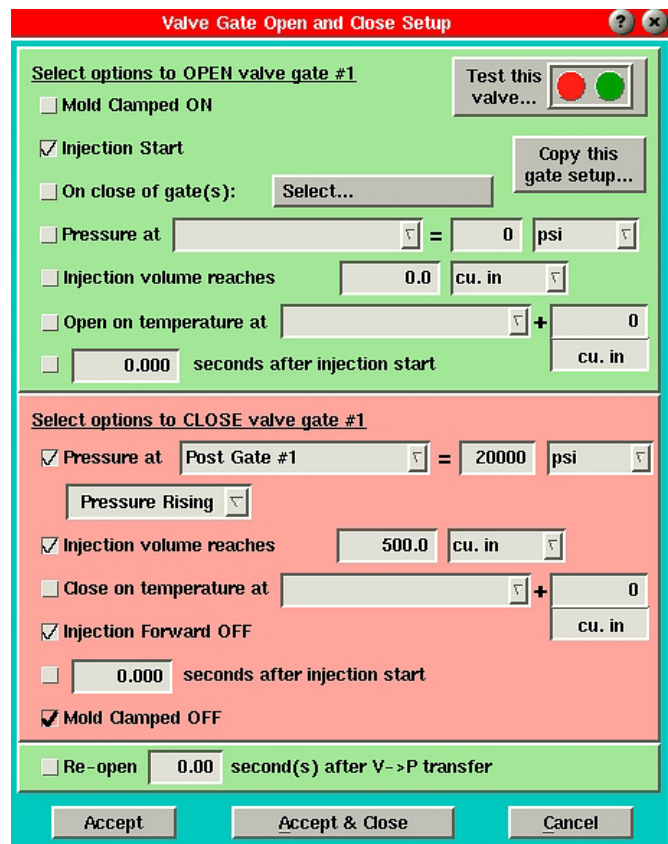 Valve Gate Open and Close Setup ? x
Select options to OPEN valve gate #1
Test this
valve...
Mold Clamped ON
Injection Start
Copy this
gate setup...
On close of gate(s): Select...
Pressure at = 0 psi
Injection volume reaches 0.0 cu. in
Open on temperature at + 0
cu. in
0.000 seconds after injection start
Select options to CLOSE valve gate #1
Pressure at Post Gate #1 = 20000 psi
Pressure Rising
Injection volume reaches 500.0 cu. in
Close on temperature at + 0
cu. in
Injection Forward OFF
0.000 seconds after injection start
Mold Clamped OFF
Re-open 0.00 second(s) after V->P transfer
Accept Accept & Close Cancel